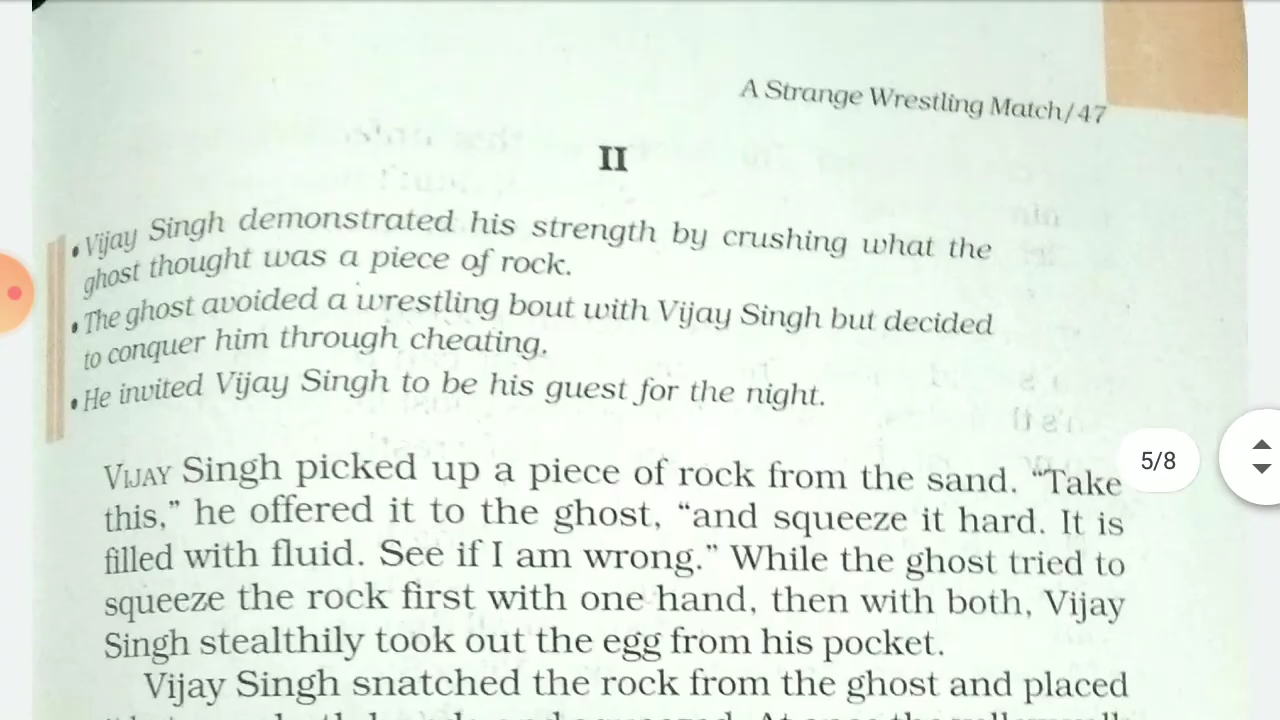 A Strange Wrestling Match/47
II
• Vijay Singh demonstrated his strength by crushing what the
ghost thought was a piece of rock.
• The ghost avoided a wrestling bout with Vijay Singh but decided
to conquer him through cheating.
• He invited Vijay Singh to be his guest for the night.
5/8
VIJAY Singh picked up a piece of rock from the sand. “Take
this,” he offered it to the ghost, “and squeeze it hard. It is
filled with fluid. See if I am wrong.” While the ghost tried to
squeeze the rock first with one hand, then with both, Vijay
Singh stealthily took out the egg from his pocket.
Vijay Singh snatched the rock from the ghost and placed